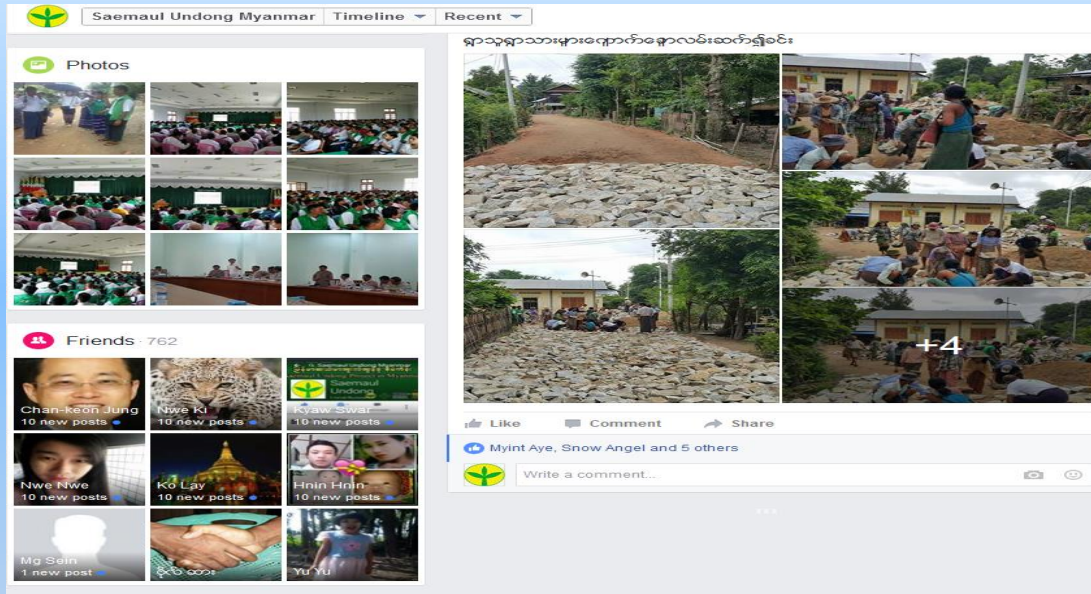 Saemaul Undong Myanmar Timeline Recent
Photos
Friends · 762
Chan-keon Jung
10 new posts
Nwe Ki
10 new posts
Saemaul
Undong
Kyaw Swar
10 new posts
Nwe Nwe
10 new posts
Ko Lay
10 new posts
Hnin Hnin
10 new posts
Mg Sein
1 new post
Yu Yu
ရွာသူရွာသားများကျောက်ချောလမ်းဆက်၍ခင်း
+4
Like Comment Share
Myint Aye, Snow Angel and 5 others
Write a comment...